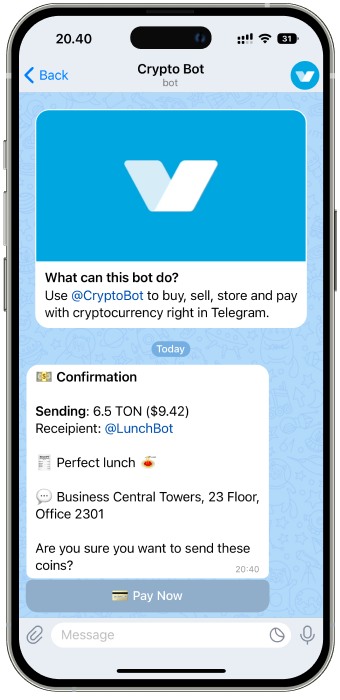 20.40
31
Back
Crypto Bot
bot
What can this bot do?
Use @CryptoBot to buy, sell, store and pay
with cryptocurrency right in Telegram.
Today
Confirmation
Sending: 6.5 TON ($9.42)
Receipient: @LunchBot
Perfect lunch
Business Central Towers, 23 Floor,
Office 2301
Are you sure you want to send these
coins?
20:40
Pay Now
Message